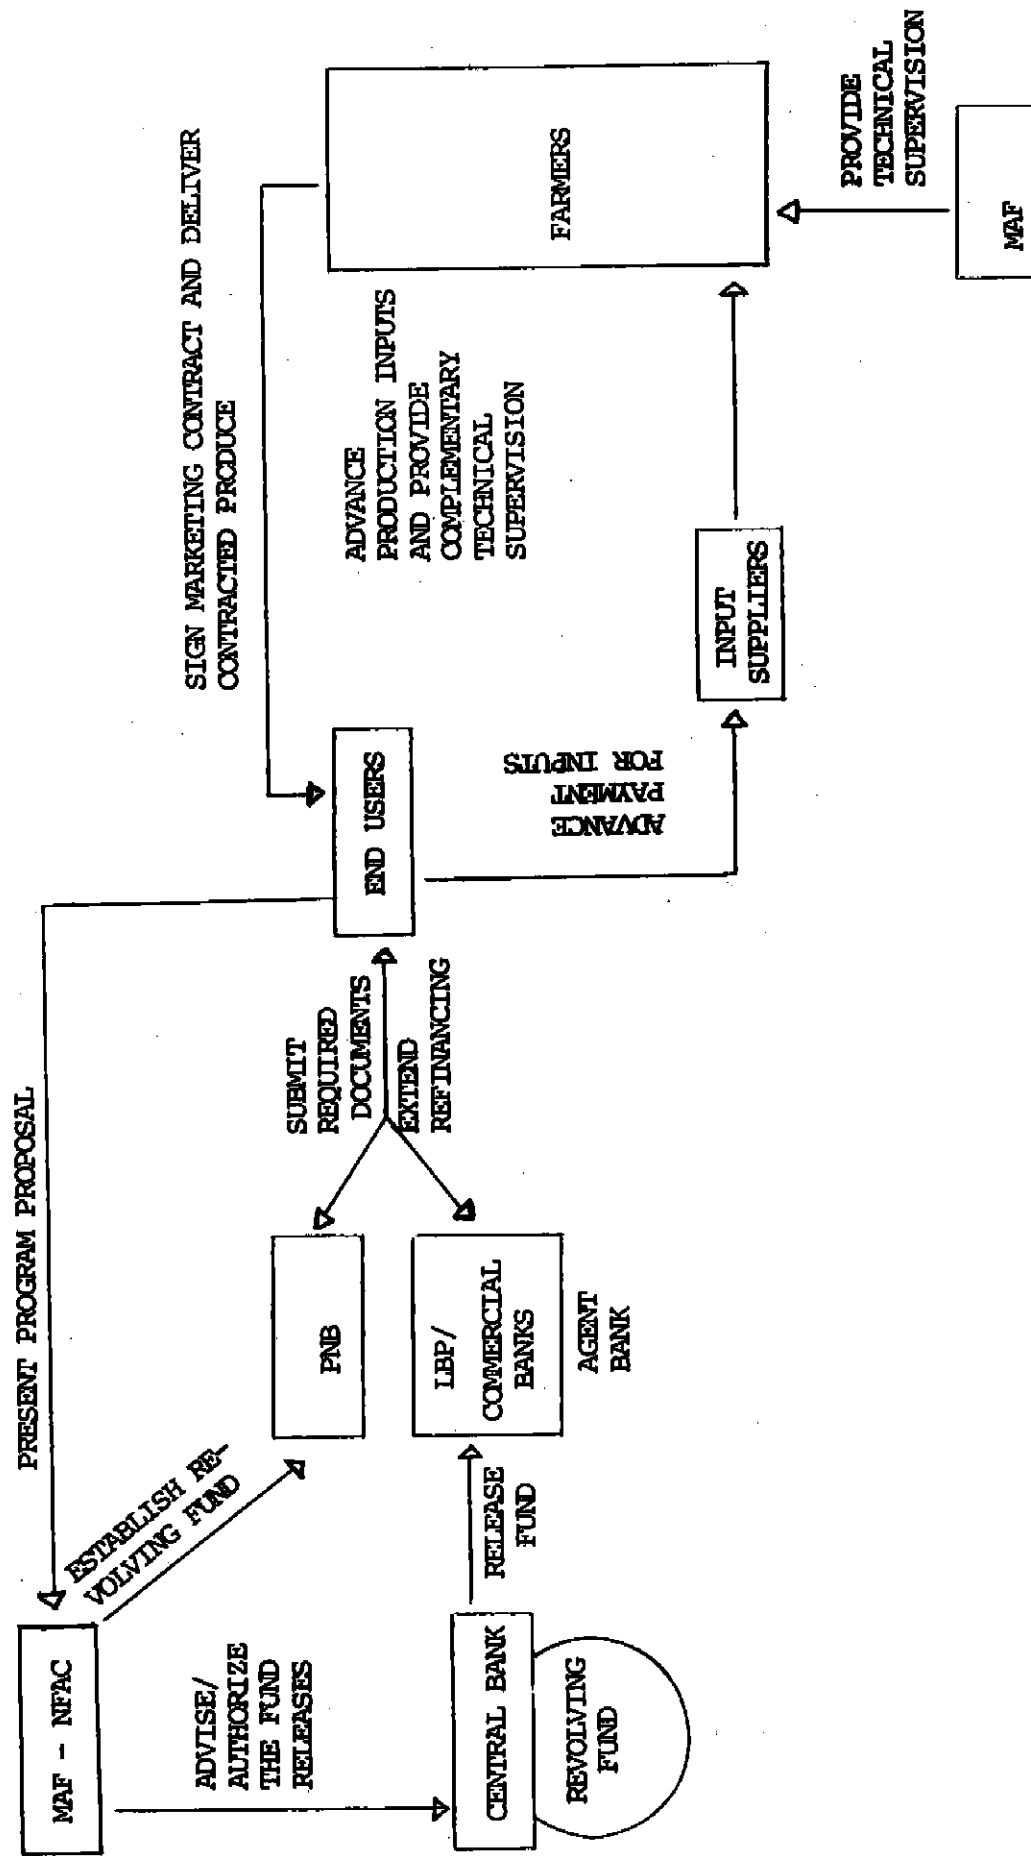 PRESENT PROGRAM PROPOSAL
MAF - NFAC
ESTABLISH RE-
VOLVING FUND
ADVISE/
AUTHORIZE
THE FUND
RELEASES
CENTRAL BANK
REVOLVING
FUND
RELEASE
FUND
PNB
LBP/
COMMERCIAL
BANKS
AGENT
BANK
SUBMIT
REQUIRED
DOCUMENTS
EXTEND
REFINANCING
END USERS
SIGN MARKETING CONTRACT AND DELIVER
CONTRACTED PRODUCE
ADVANCE
PAYMENT
FOR INPUTS
ADVANCE
PRODUCTION INPUTS
AND PROVIDE
COMPLEMENTARY
TECHNICAL
SUPERVISION
INPUT
SUPPLIERS
FARMERS
PROVIDE
TECHNICAL
SUPERVISION
MAF